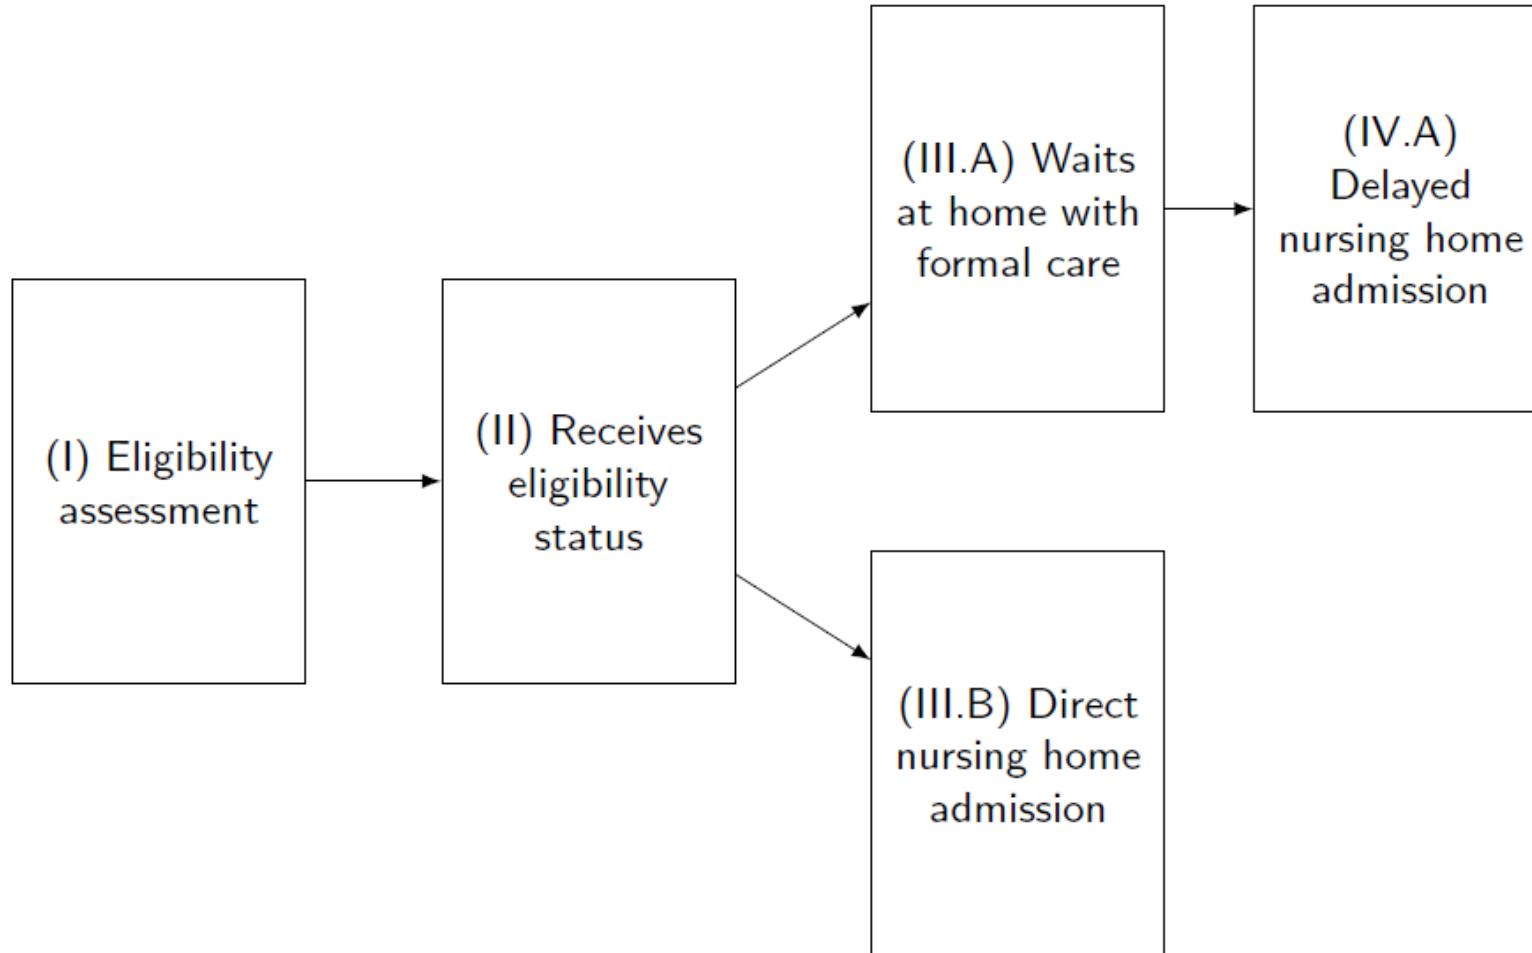 (I) Eligibility
assessment
(II) Receives
eligibility
status
(III.A) Waits
at home with
formal care
(IV.A)
Delayed
nursing home
admission
(III.B) Direct
nursing home
admission